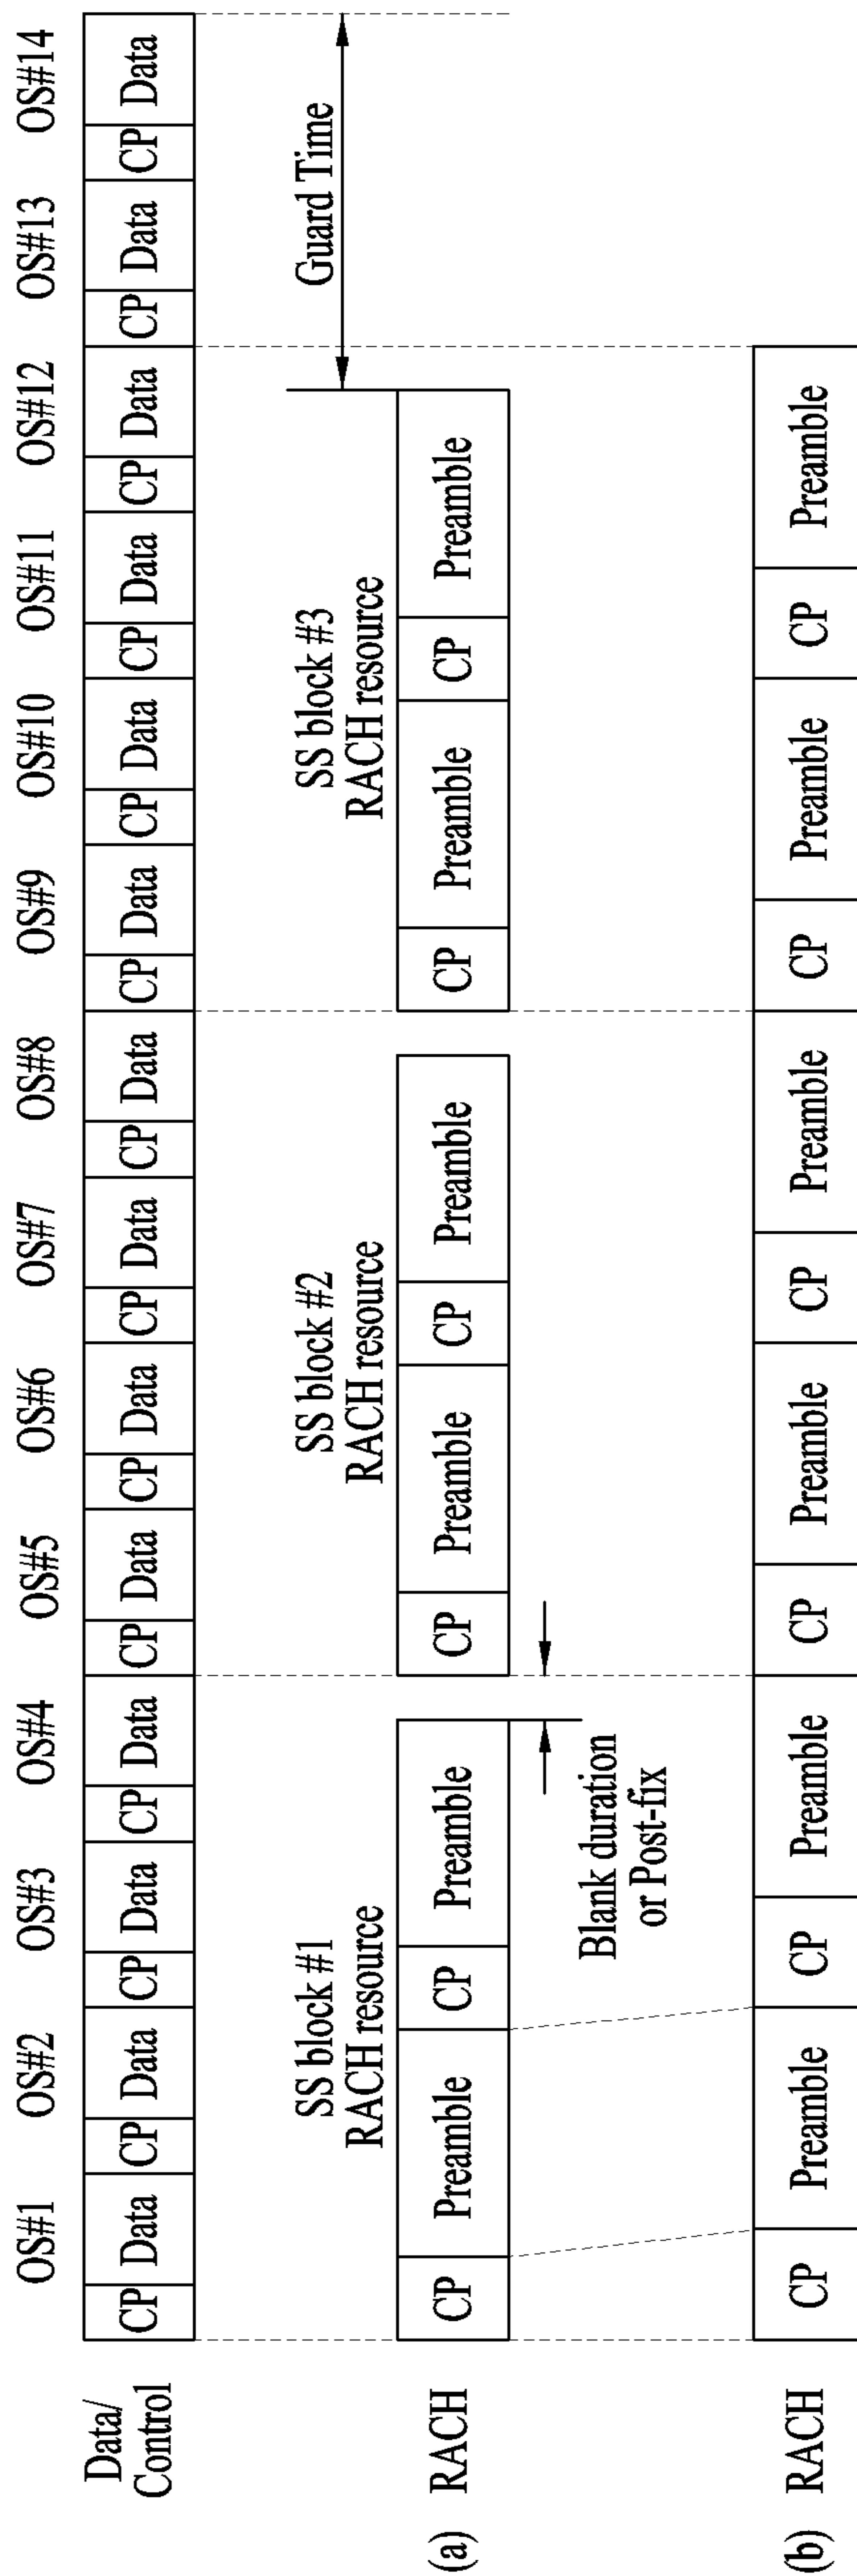 OS#1 OS#2 OS#3 OS#4 OS#5 OS#6 OS#7 OS#8 OS#9 OS#10 OS#11 OS#12 OS#13 OS#14
Data/
Control
CP Data CP Data CP Data CP Data CP Data CP Data CP Data CP Data CP Data CP Data CP Data CP Data CP Data CP Data
SS block #1
RACH resource
SS block #2
RACH resource
SS block #3
RACH resource
Guard Time
(a) RACH
CP Preamble CP Preamble CP Preamble CP Preamble CP Preamble CP Preamble
Blank duration
or Post-fix
(b) RACH
CP Preamble CP Preamble CP Preamble CP Preamble CP Preamble CP Preamble